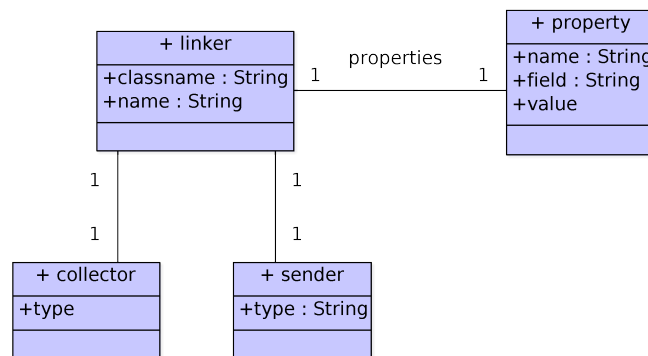 + linker
+classname : String
+name : String
properties
1
1
+ property
+name : String
+field : String
+value
1
1
1
1
+ collector
+type
+ sender
+type : String